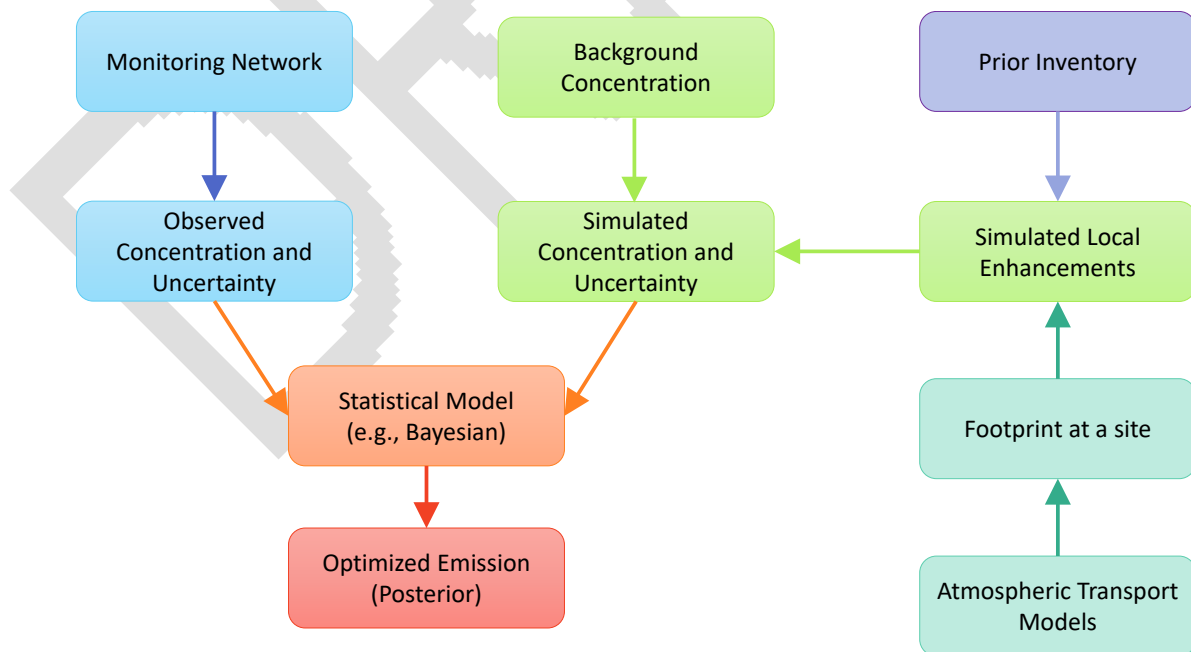 Monitoring Network
Background
Concentration
Prior Inventory
Observed
Concentration and
Uncertainty
Simulated
Concentration and
Uncertainty
Simulated Local
Enhancements
Statistical Model
(e.g., Bayesian)
Footprint at a site
Optimized Emission
(Posterior)
Atmospheric Transport
Models